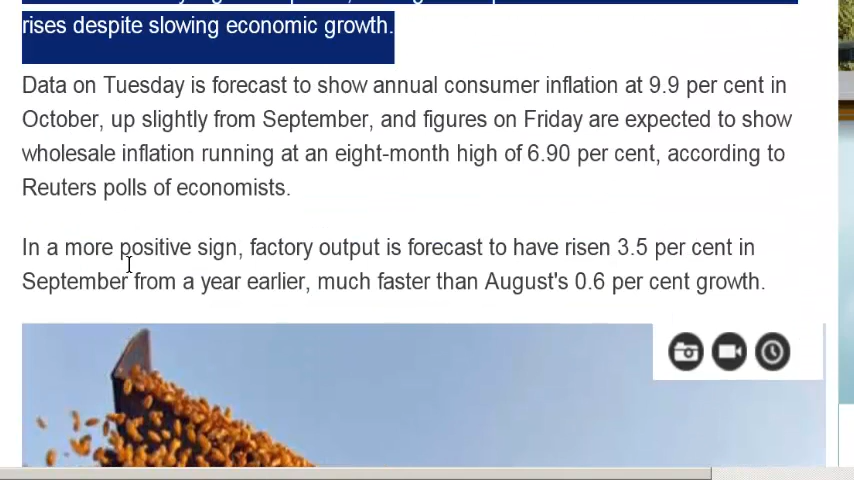 rises despite slowing economic growth.
Data on Tuesday is forecast to show annual consumer inflation at 9.9 per cent in
October, up slightly from September, and figures on Friday are expected to show
wholesale inflation running at an eight-month high of 6.90 per cent, according to
Reuters polls of economists.
In a more positive sign, factory output is forecast to have risen 3.5 per cent in
September from a year earlier, much faster than August's 0.6 per cent growth.